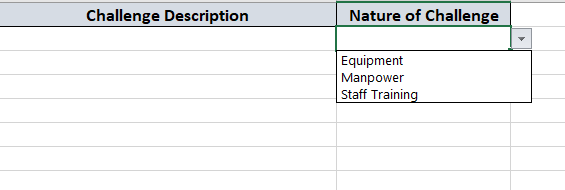 Challenge Description Nature of Challenge
Equipment
Manpower
Staff Training